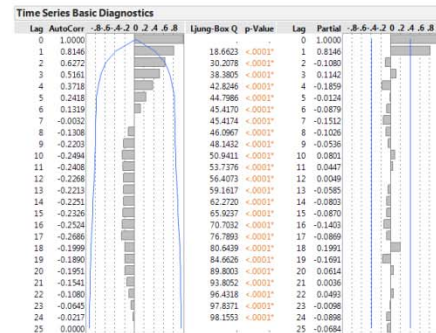 Time Series Basic Diagnostics
Lag AutoCorr -.8-.6-.4-.2 0 .2 .4 .6 .8 Ljung-Box Q p-Value Lag Partial -.8-.6-.4-.2 0 .2 .4 .6 .8
0 1.0000 . . 0 1.0000
1 0.8146 18.6623 <.0001* 1 0.8146
2 0.6272 30.2078 <.0001* 2 -0.1080
3 0.5161 38.3805 <.0001* 3 0.1142
4 0.3718 42.8246 <.0001* 4 -0.1859
5 0.2418 44.7986 <.0001* 5 -0.0124
6 0.1319 45.4170 <.0001* 6 -0.0879
7 -0.0032 45.4174 <.0001* 7 -0.1512
8 -0.1308 46.0967 <.0001* 8 -0.1026
9 -0.2203 48.1432 <.0001* 9 -0.0536
10 -0.2494 50.9411 <.0001* 10 0.0801
11 -0.2408 53.7376 <.0001* 11 0.0447
12 -0.2268 56.4073 <.0001* 12 0.0049
13 -0.2213 59.1617 <.0001* 13 -0.0585
14 -0.2251 62.2720 <.0001* 14 -0.0803
15 -0.2326 65.9237 <.0001* 15 -0.0870
16 -0.2524 70.7032 <.0001* 16 -0.1403
17 -0.2686 76.7893 <.0001* 17 -0.0869
18 -0.1999 80.6439 <.0001* 18 0.1991
19 -0.1890 84.6626 <.0001* 19 -0.1691
20 -0.1951 89.8003 <.0001* 20 0.0614
21 -0.1541 93.8052 <.0001* 21 0.0036
22 -0.1080 96.4318 <.0001* 22 0.0493
23 -0.0645 97.8371 <.0001* 23 -0.0098
24 -0.0217 98.1553 <.0001* 24 -0.0898
25 0.0000 . . 25 -0.0684